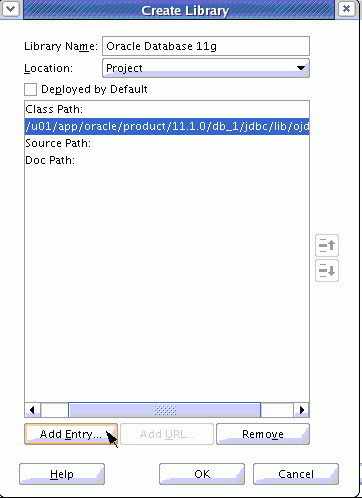 Create Library
Library Name: Oracle Database 11g
Location: Project
Deployed by Default
Class Path:
/u01/app/oracle/product/11.1.0/db_1/jdbc/lib/ojd
Source Path:
Doc Path:
Add Entry... Add URL... Remove
Help OK Cancel